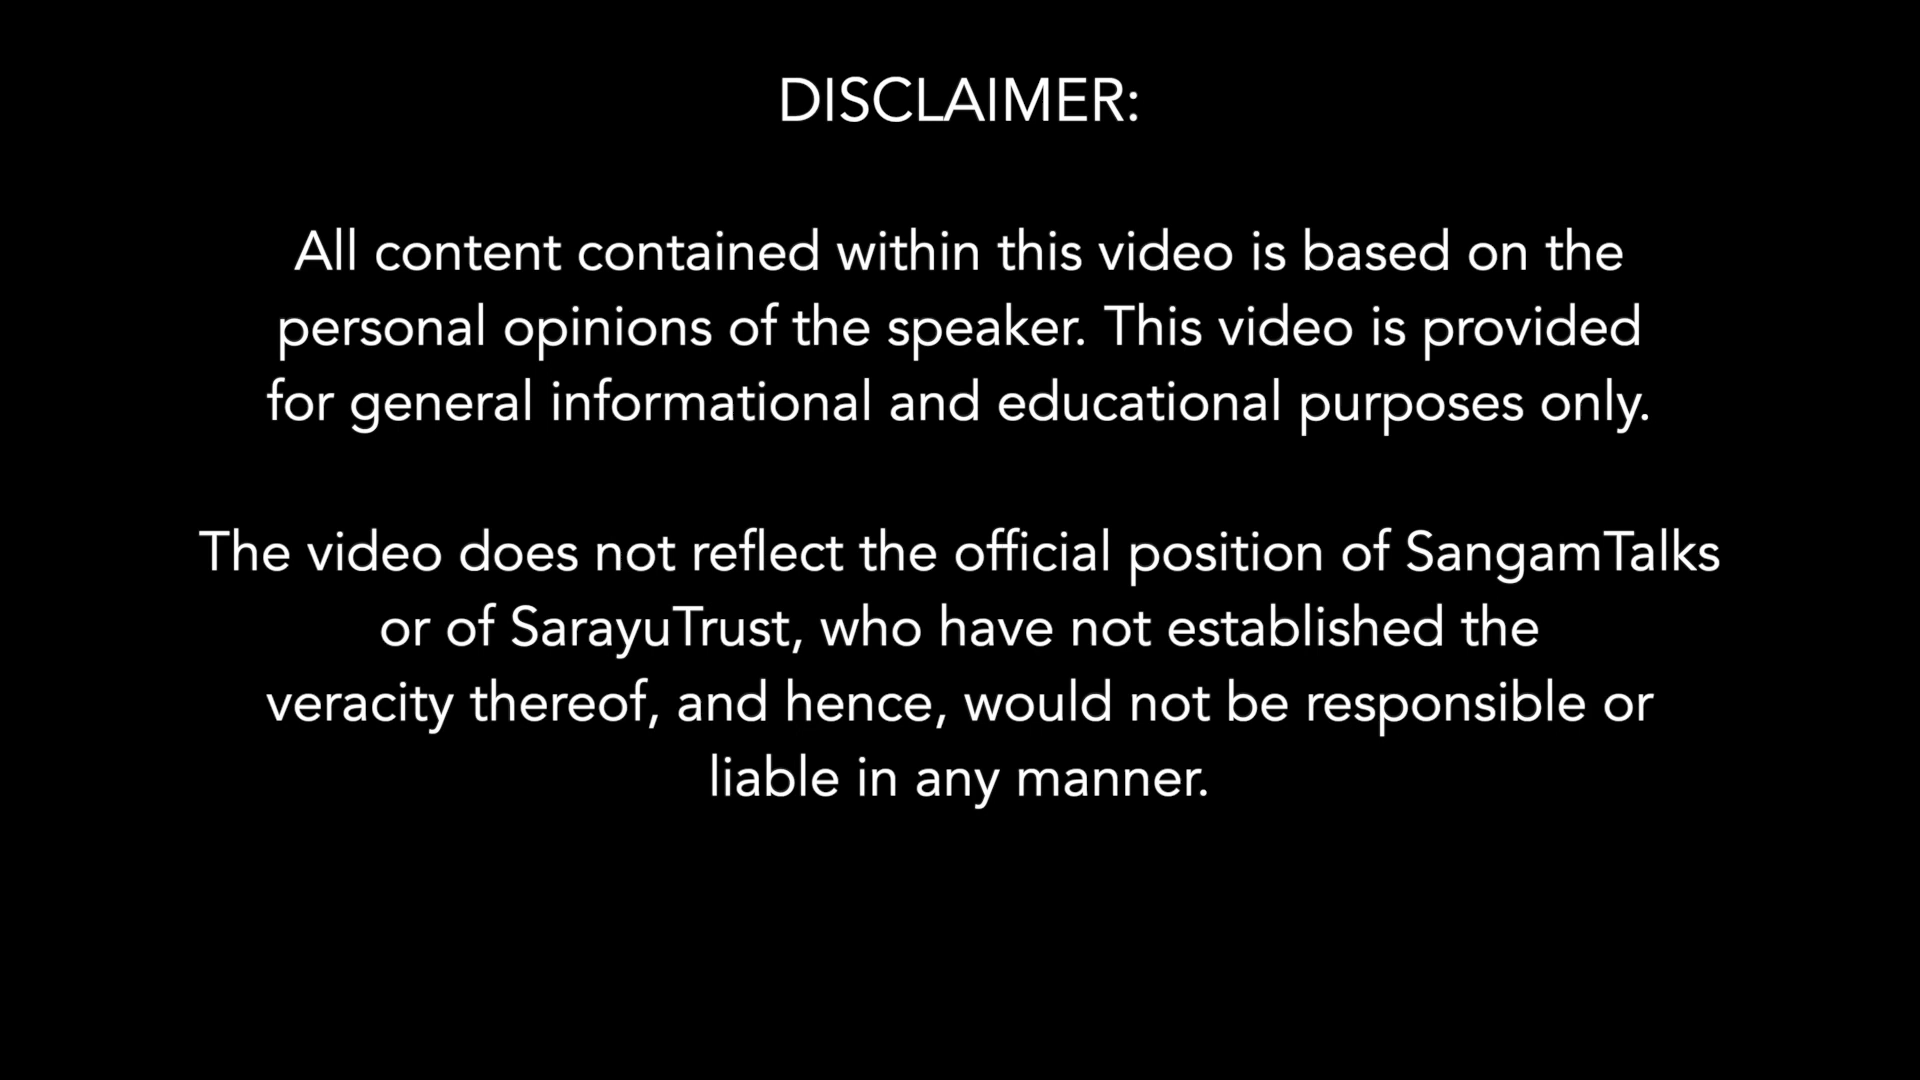 DISCLAIMER:
All content contained within this video is based on the
personal opinions of the speaker. This video is provided
for general informational and educational purposes only.
The video does not reflect the official position of SangamTalks
or of SarayuTrust, who have not established the
veracity thereof, and hence, would not be responsible or
liable in any manner.